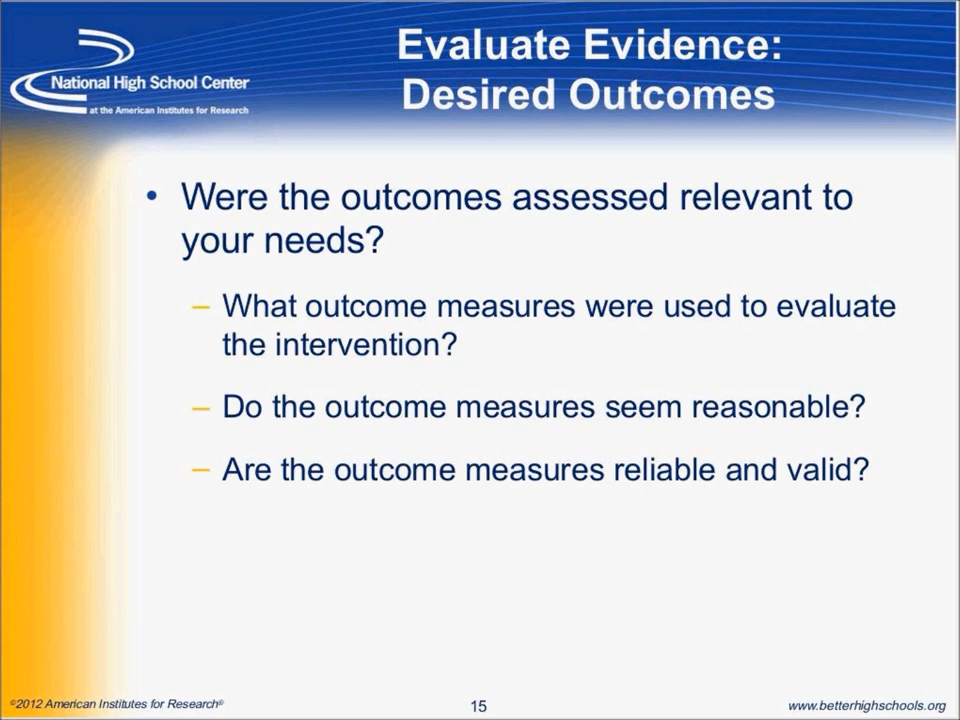 Evaluate Evidence:
Desired Outcomes
National High School Center
at the American Institutes for Research
• Were the outcomes assessed relevant to
your needs?
– What outcome measures were used to evaluate
the intervention?
– Do the outcome measures seem reasonable?
– Are the outcome measures reliable and valid?
©2012 American Institutes for Research®
15
www.betterhighschools.org